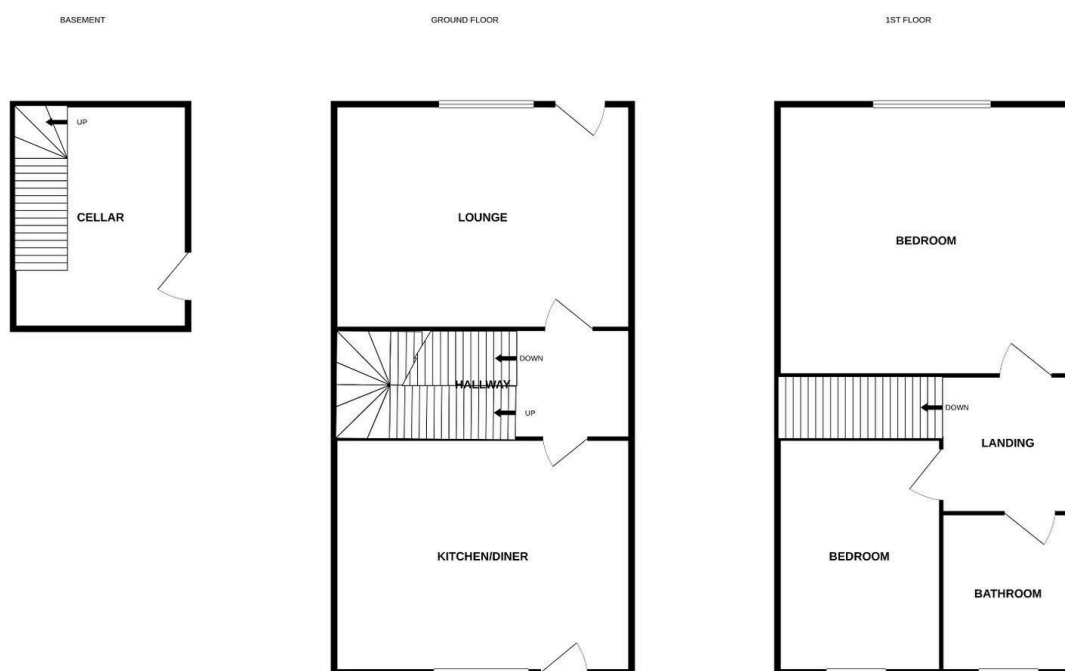 BASEMENT
GROUND FLOOR
1ST FLOOR
UP
CELLAR
LOUNGE
DOWN
HALLWAY
UP
KITCHEN/DINER
BEDROOM
DOWN
LANDING
BEDROOM
BATHROOM